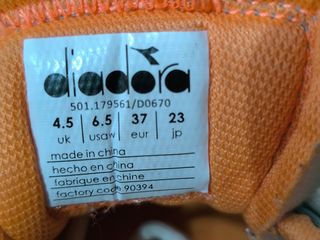 diadora
501.179561/D0670
4.5 6.5 37 23
uk usaw eur jp
made in china
hecho en china
fabrique en chine
factory code 90394